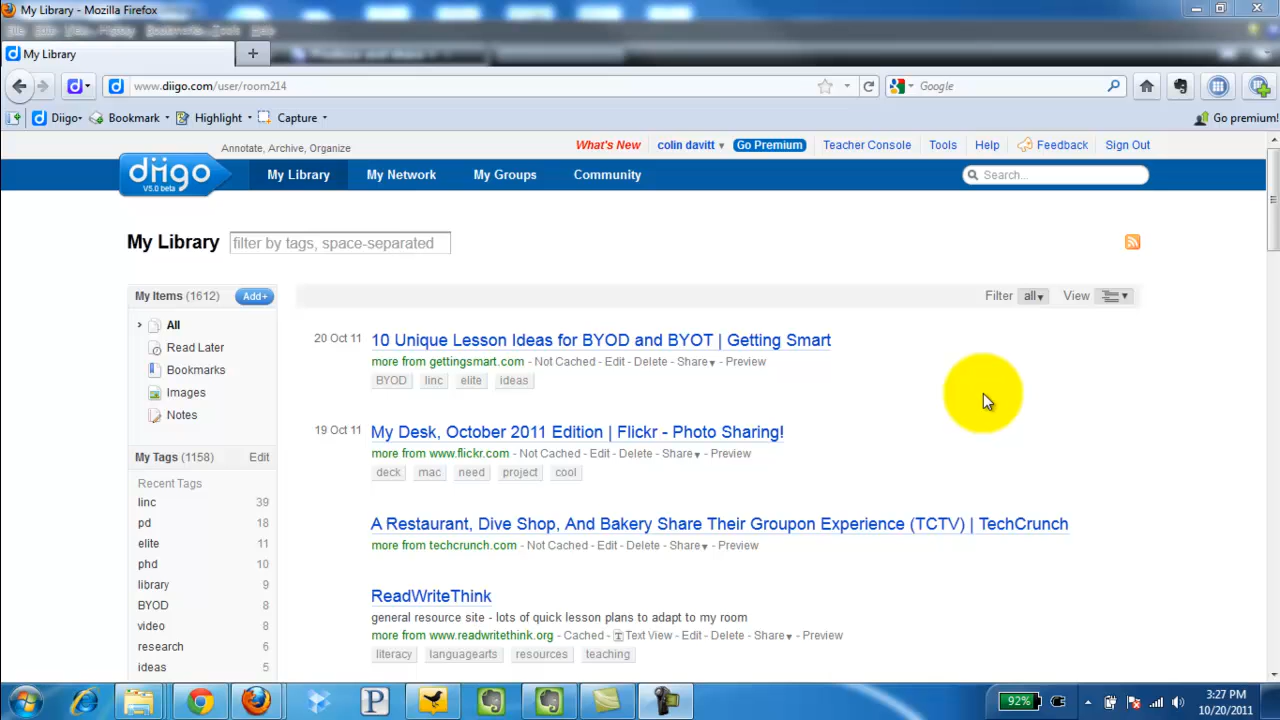 My Library - Mozilla Firefox
File Edit View History Bookmarks Tools Help
My Library
www.diigo.com/user/room214
Google
Diigo Bookmark Highlight Capture Go premium!
Annotate, Archive, Organize
What's New colin davitt Go Premium Teacher Console Tools Help Feedback Sign Out
diigo
V5.0 beta
My Library My Network My Groups Community Search...
My Library filter by tags, space-separated
My Items (1612) Add+
All
Read Later
Bookmarks
Images
Notes
My Tags (1158) Edit
Recent Tags
linc 39
pd 18
elite 11
phd 10
library 9
BYOD 8
video 8
research 6
ideas 5
Filter all View
20 Oct 11 10 Unique Lesson Ideas for BYOD and BYOT | Getting Smart
more from gettingsmart.com - Not Cached - Edit - Delete - Share - Preview
BYOD linc elite ideas
19 Oct 11 My Desk, October 2011 Edition | Flickr - Photo Sharing!
more from www.flickr.com - Not Cached - Edit - Delete - Share - Preview
deck mac need project cool
A Restaurant, Dive Shop, And Bakery Share Their Groupon Experience (TCTV) | TechCrunch
more from techcrunch.com - Not Cached - Edit - Delete - Share - Preview
ReadWriteThink
general resource site - lots of quick lesson plans to adapt to my room
more from www.readwritethink.org - Cached - Text View - Edit - Delete - Share - Preview
literacy languagearts resources teaching
92%
3:27 PM
10/20/2011